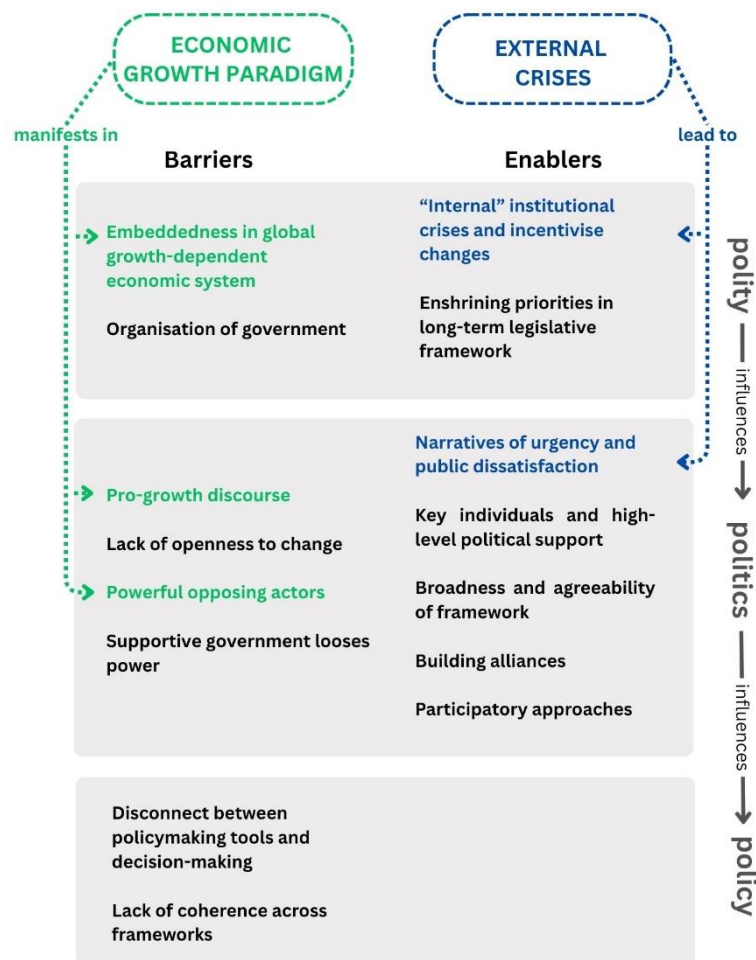 ECONOMIC
GROWTH PARADIGM
EXTERNAL
CRISES
manifests in
lead to
Barriers
Enablers
Embeddedness in global
growth-dependent
economic system
Organisation of government
“Internal” institutional
crises and incentivise
changes
Enshrining priorities in
long-term legislative
framework
polity
influences
Pro-growth discourse
Lack of openness to change
Powerful opposing actors
Supportive government looses
power
Narratives of urgency and
public dissatisfaction
Key individuals and high-
level political support
Broadness and agreeability
of framework
Building alliances
Participatory approaches
politics
influences
Disconnect between
policymaking tools and
decision-making
Lack of coherence across
frameworks
policy